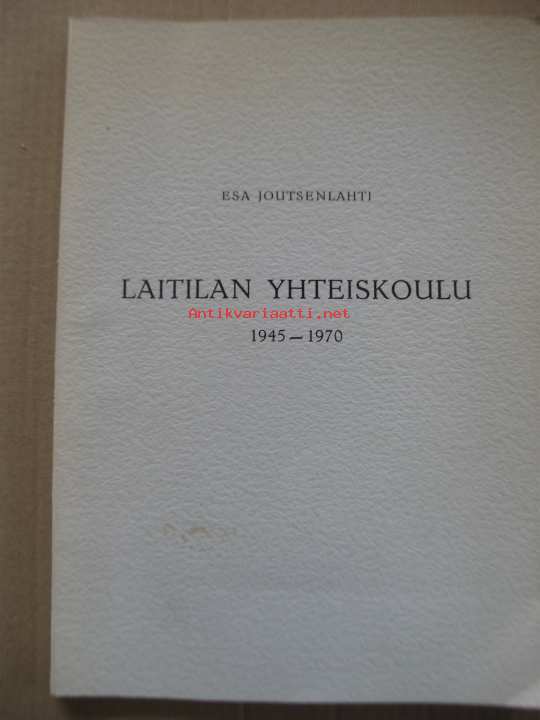 ESA JOUTSENLAHTI
LAITILAN YHTEISKOULU
Antikvariaatti.net
1945 — 1970